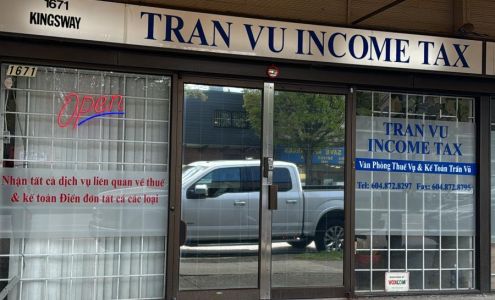 1671
KINGSWAY
TRAN VU INCOME TAX
1671
Open
Nhận tất cả dịch vụ liên quan về thuế
& kế toán Điền đơn tất cả các loại
TRAN VU
INCOME TAX
Văn Phòng Thuế Vụ & Kế Toán Trần Vũ
Tel: 604.872.8297 Fax: 604.872.8795
VOXCOM